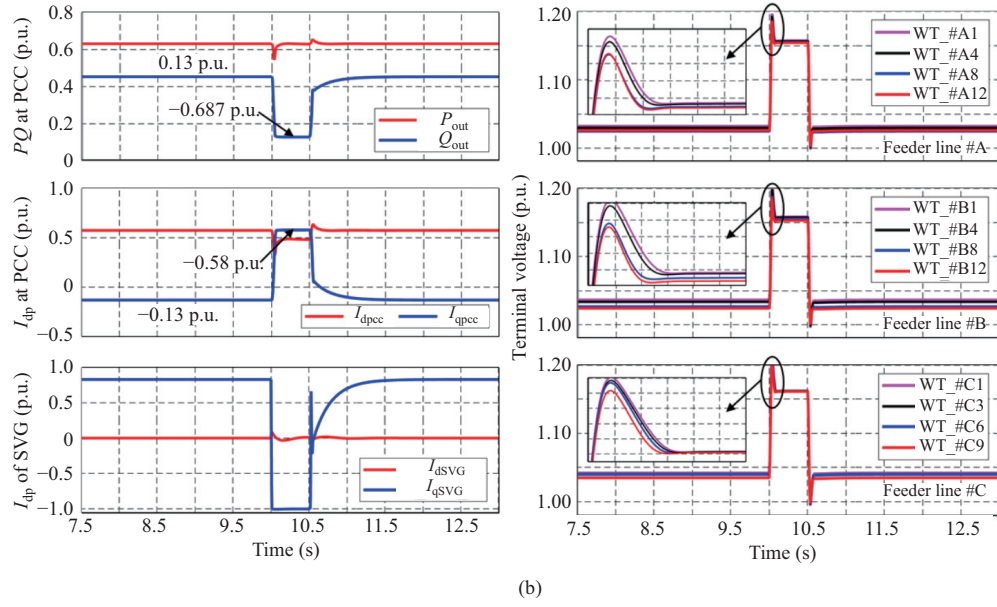 PQ at PCC (p.u.)
0.8
0.6
0.4
0.2
0
0.13 p.u.
−0.687 p.u.
Pout
Qout
Idp at PCC (p.u.)
1.0
0.5
0
−0.5
−0.58 p.u.
−0.13 p.u.
Idpcc
Iqpcc
Idp of SVG (p.u.)
1.0
0.5
0
−0.5
−1.0
IdSVG
IqSVG
7.5 8.5 9.5 10.5 11.5 12.5
Time (s)
Terminal voltage (p.u.)
1.20
1.10
1.00
WT_#A1
WT_#A4
WT_#A8
WT_#A12
Feeder line #A
1.20
1.10
1.00
WT_#B1
WT_#B4
WT_#B8
WT_#B12
Feeder line #B
1.20
1.10
1.00
WT_#C1
WT_#C3
WT_#C6
WT_#C9
Feeder line #C
7.5 8.5 9.5 10.5 11.5 12.5
Time (s)
(b)